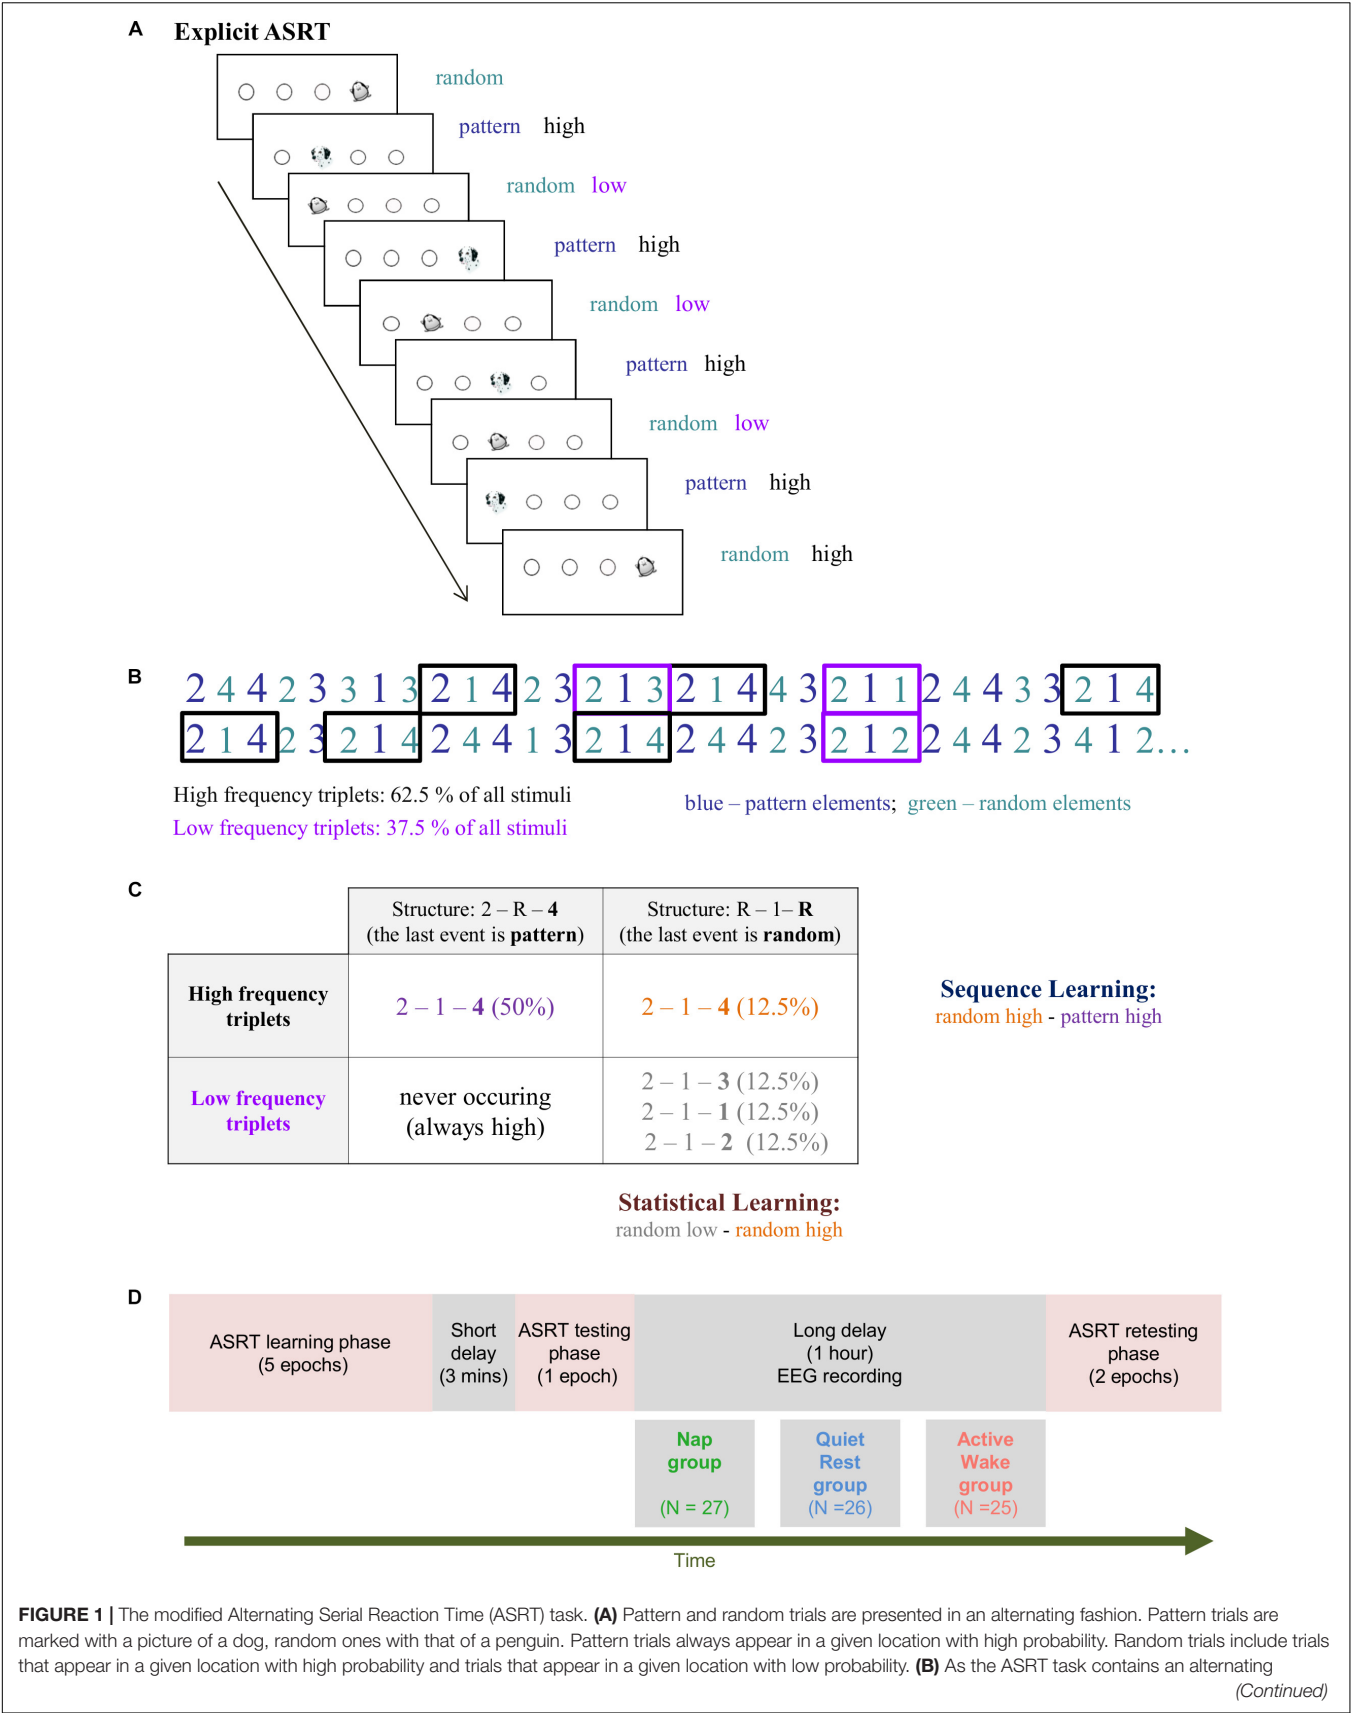 A Explicit ASRT
random
pattern high
random low
pattern high
random low
pattern high
random low
pattern high
random high
B
2 4 4 2 3 3 1 3 2 1 4 2 3 2 1 3 2 1 4 4 3 2 1 1 2 4 4 3 3 2 1 4
2 1 4 2 3 2 1 4 2 4 4 1 3 2 1 4 2 4 4 2 3 2 1 2 2 4 4 2 3 4 1 2...
High frequency triplets: 62.5 % of all stimuli
Low frequency triplets: 37.5 % of all stimuli
blue – pattern elements; green – random elements
C
Structure: 2 – R – 4
(the last event is pattern)
Structure: R – 1– R
(the last event is random)
High frequency
triplets
2 – 1 – 4 (50%)
2 – 1 – 4 (12.5%)
Low frequency
triplets
never occuring
(always high)
2 – 1 – 3 (12.5%)
2 – 1 – 1 (12.5%)
2 – 1 – 2 (12.5%)
Sequence Learning:
random high - pattern high
Statistical Learning:
random low - random high
D
ASRT learning phase
(5 epochs)
Short
delay
(3 mins)
ASRT testing
phase
(1 epoch)
Long delay
(1 hour)
EEG recording
ASRT retesting
phase
(2 epochs)
Nap
group
(N = 27)
Quiet
Rest
group
(N =26)
Active
Wake
group
(N =25)
Time
FIGURE 1 | The modified Alternating Serial Reaction Time (ASRT) task. (A) Pattern and random trials are presented in an alternating fashion. Pattern trials are
marked with a picture of a dog, random ones with that of a penguin. Pattern trials always appear in a given location with high probability. Random trials include trials
that appear in a given location with high probability and trials that appear in a given location with low probability. (B) As the ASRT task contains an alternating
(Continued)